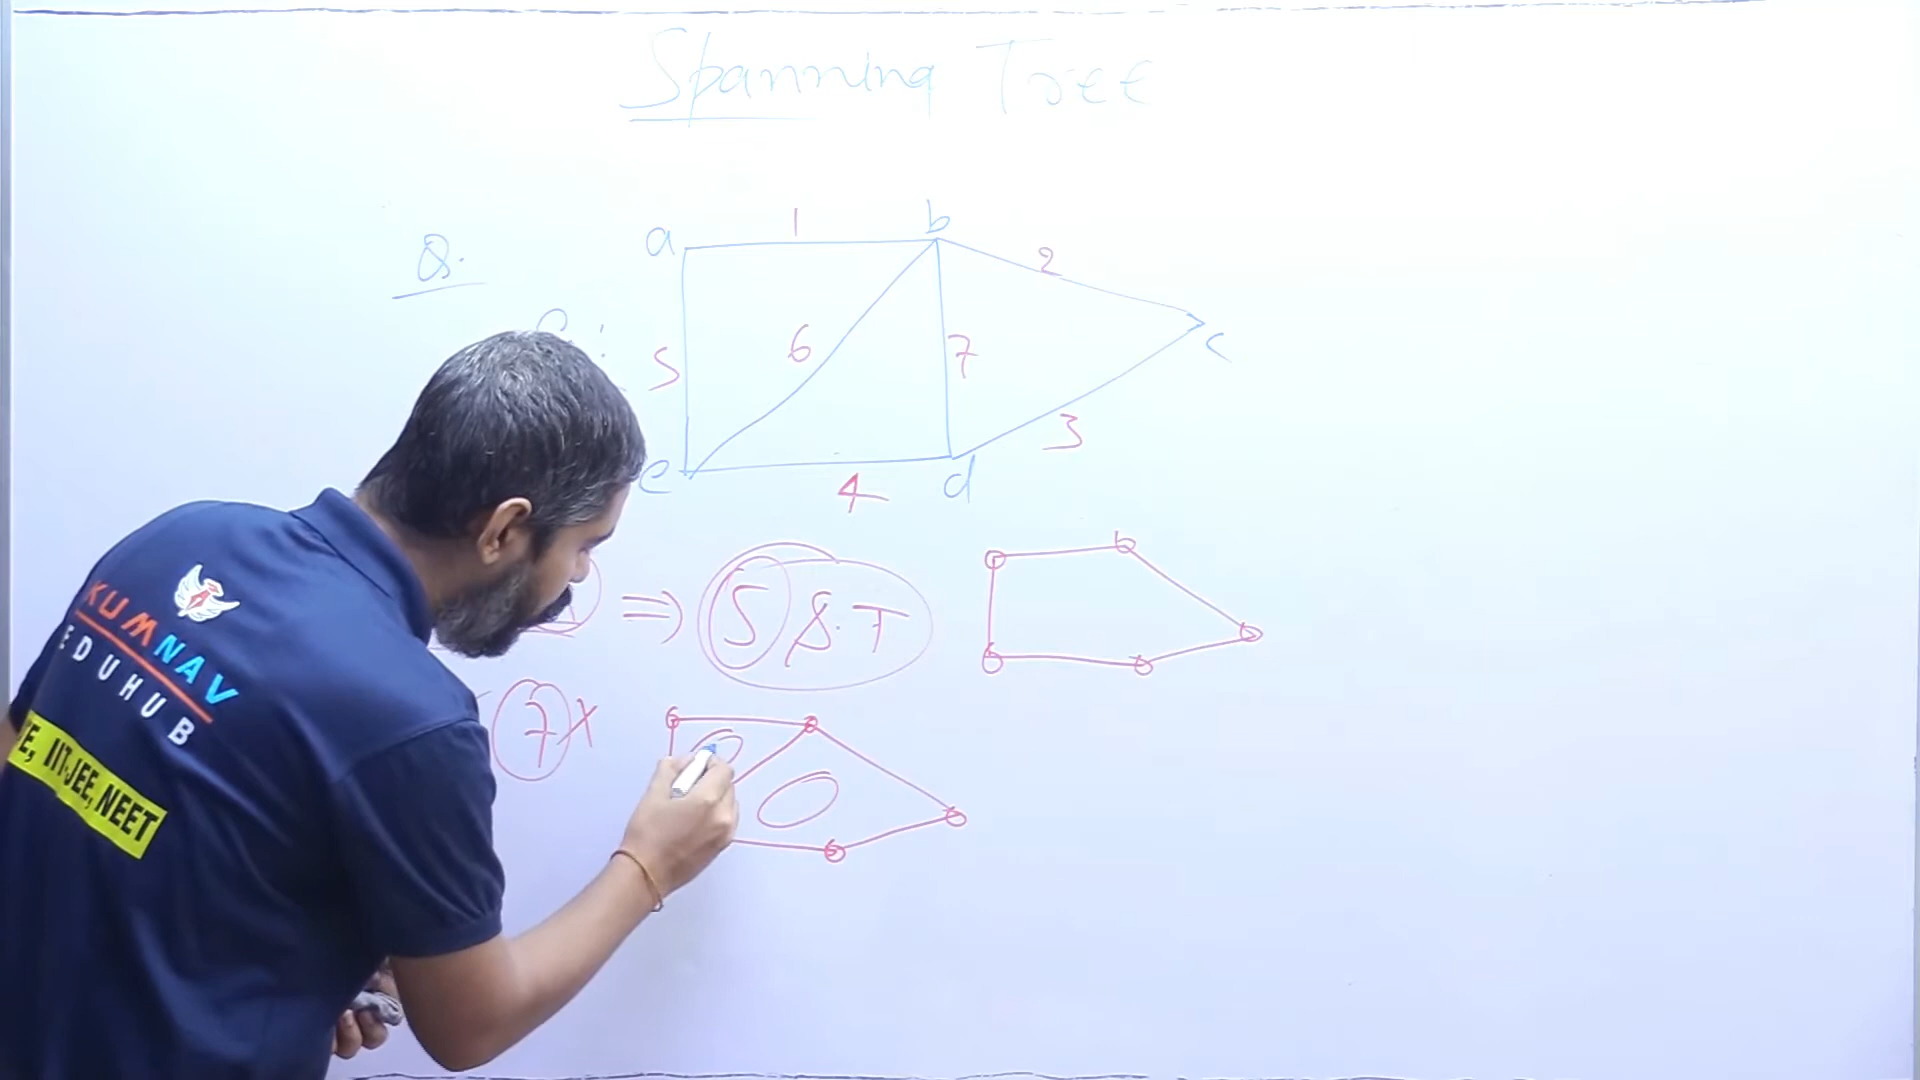 Spanning Tree
Q.
a 1 b
2
5 6 7 c
3
e 4 d
⇒ 5 S.T
7 X
KUMNAV
EDUHUB
E, IIT-JEE, NEET